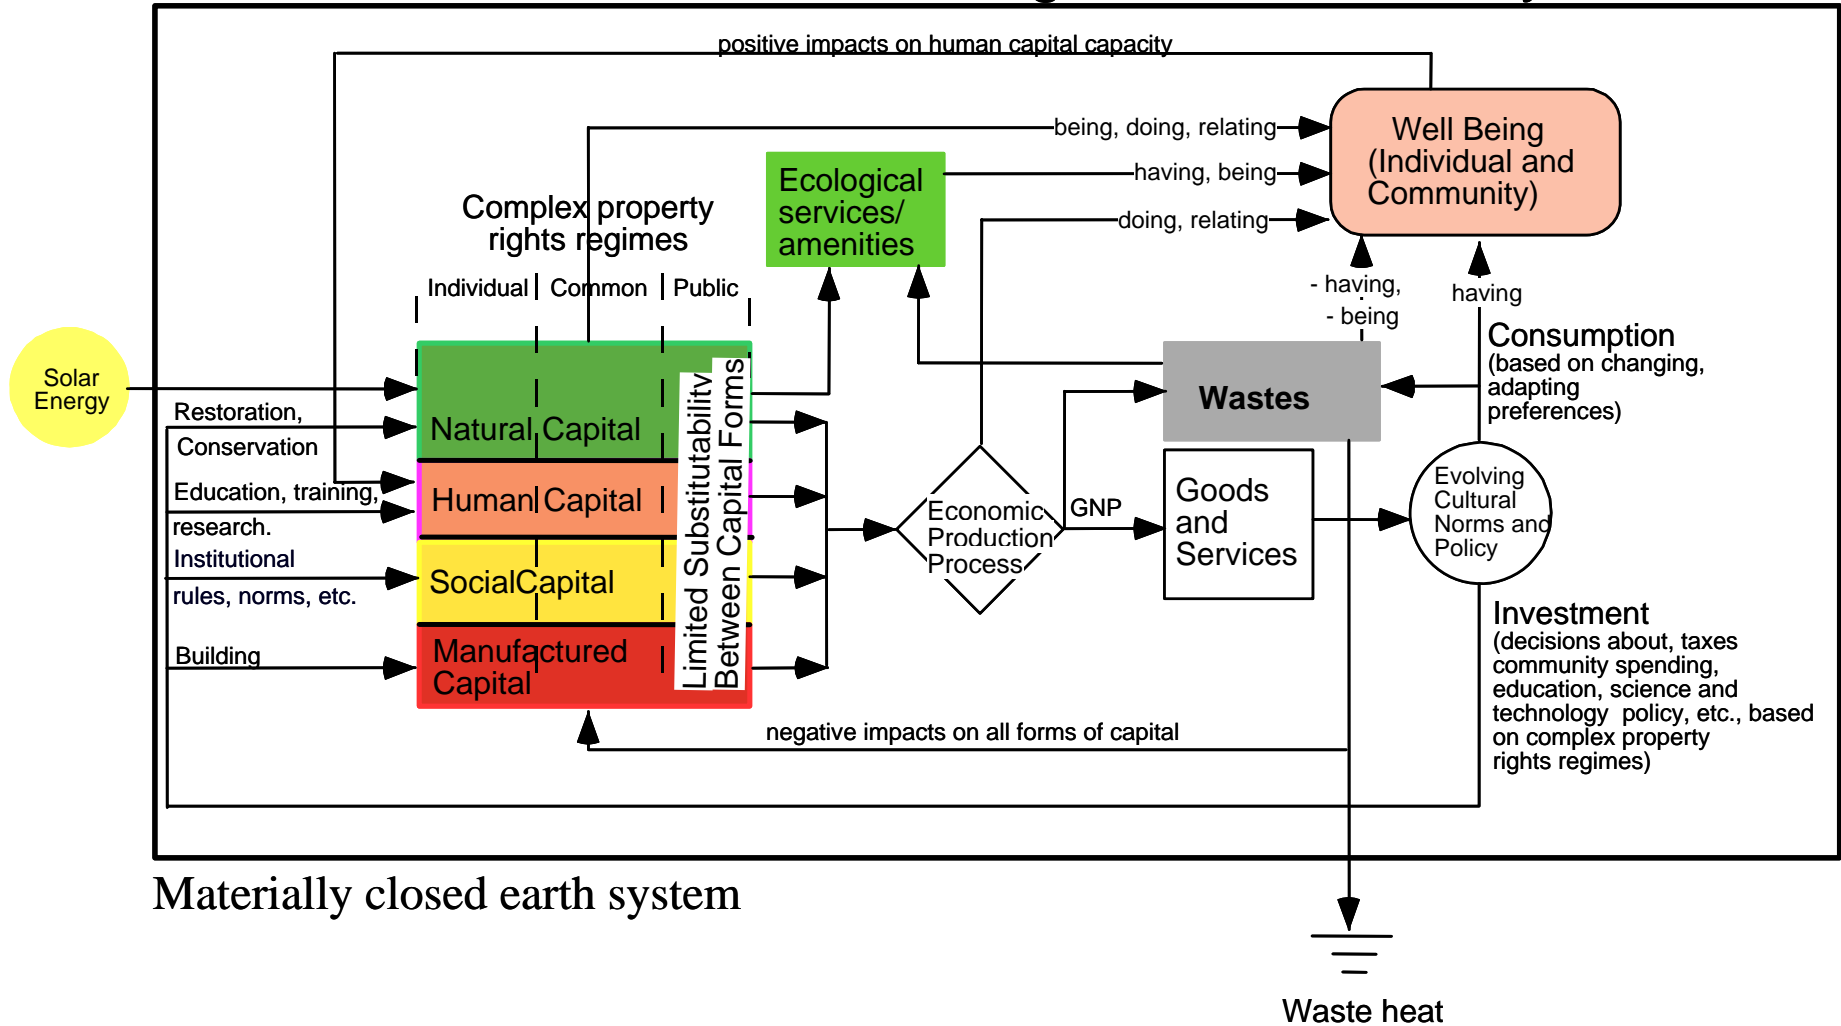 positive impacts on human capital capacity
being, doing, relating
having, being
doing, relating
Well Being
(Individual and
Community)
Ecological
services/
amenities
Complex property
rights regimes
Individual
Common
Public
- having,
- being
having
Consumption
(based on changing,
adapting
preferences)
Solar
Energy
Restoration,
Conservation
Education, training,
research.
Institutional
rules, norms, etc.
Building
Natural Capital
Human Capital
SocialCapital
Manufactured
Capital
Limited Substitutability
Between Capital Forms
Economic
Production
Process
GNP
Wastes
Goods
and
Services
Evolving
Cultural
Norms and
Policy
Investment
(decisions about, taxes
community spending,
education, science and
technology policy, etc., based
on complex property
rights regimes)
negative impacts on all forms of capital
Materially closed earth system
Waste heat